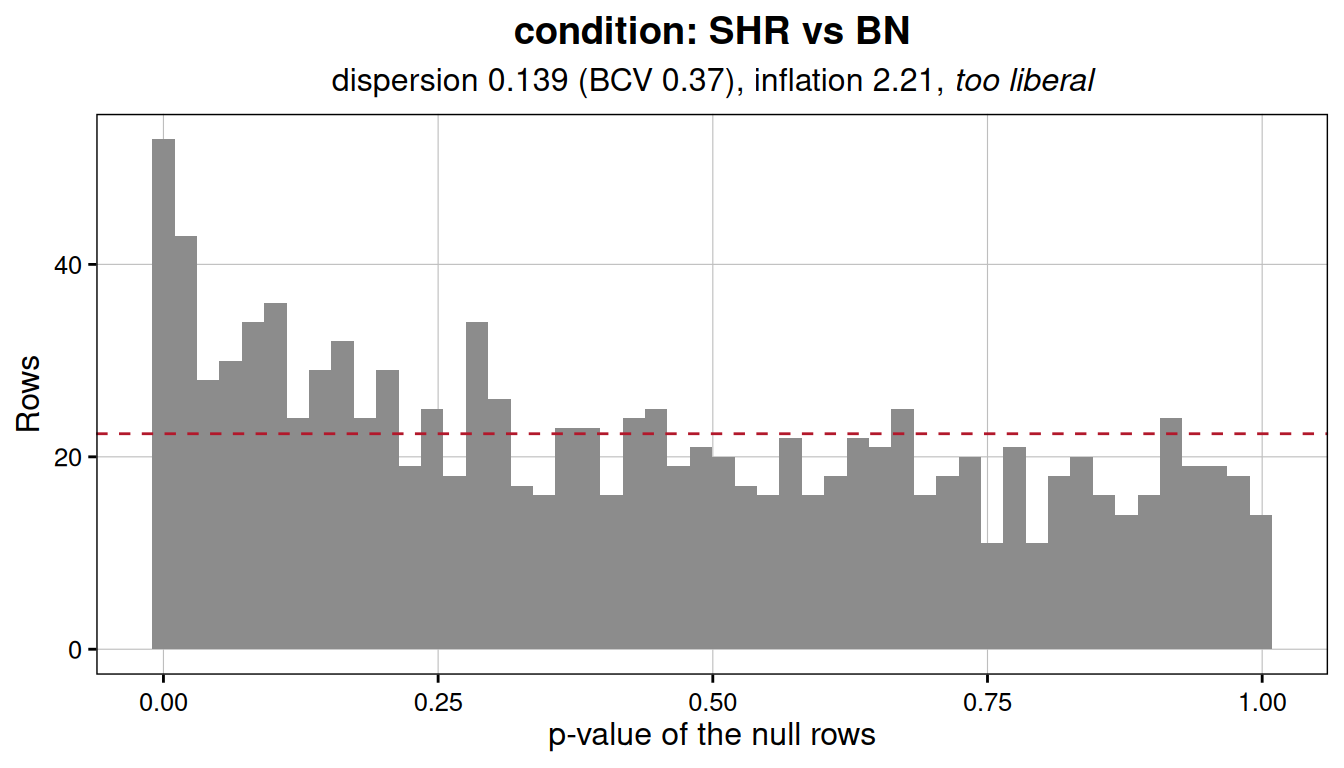 condition: SHR vs BN
dispersion 0.139 (BCV 0.37), inflation 2.21, too liberal
Rows
40
20
0
0.00 0.25 0.50 0.75 1.00
p-value of the null rows